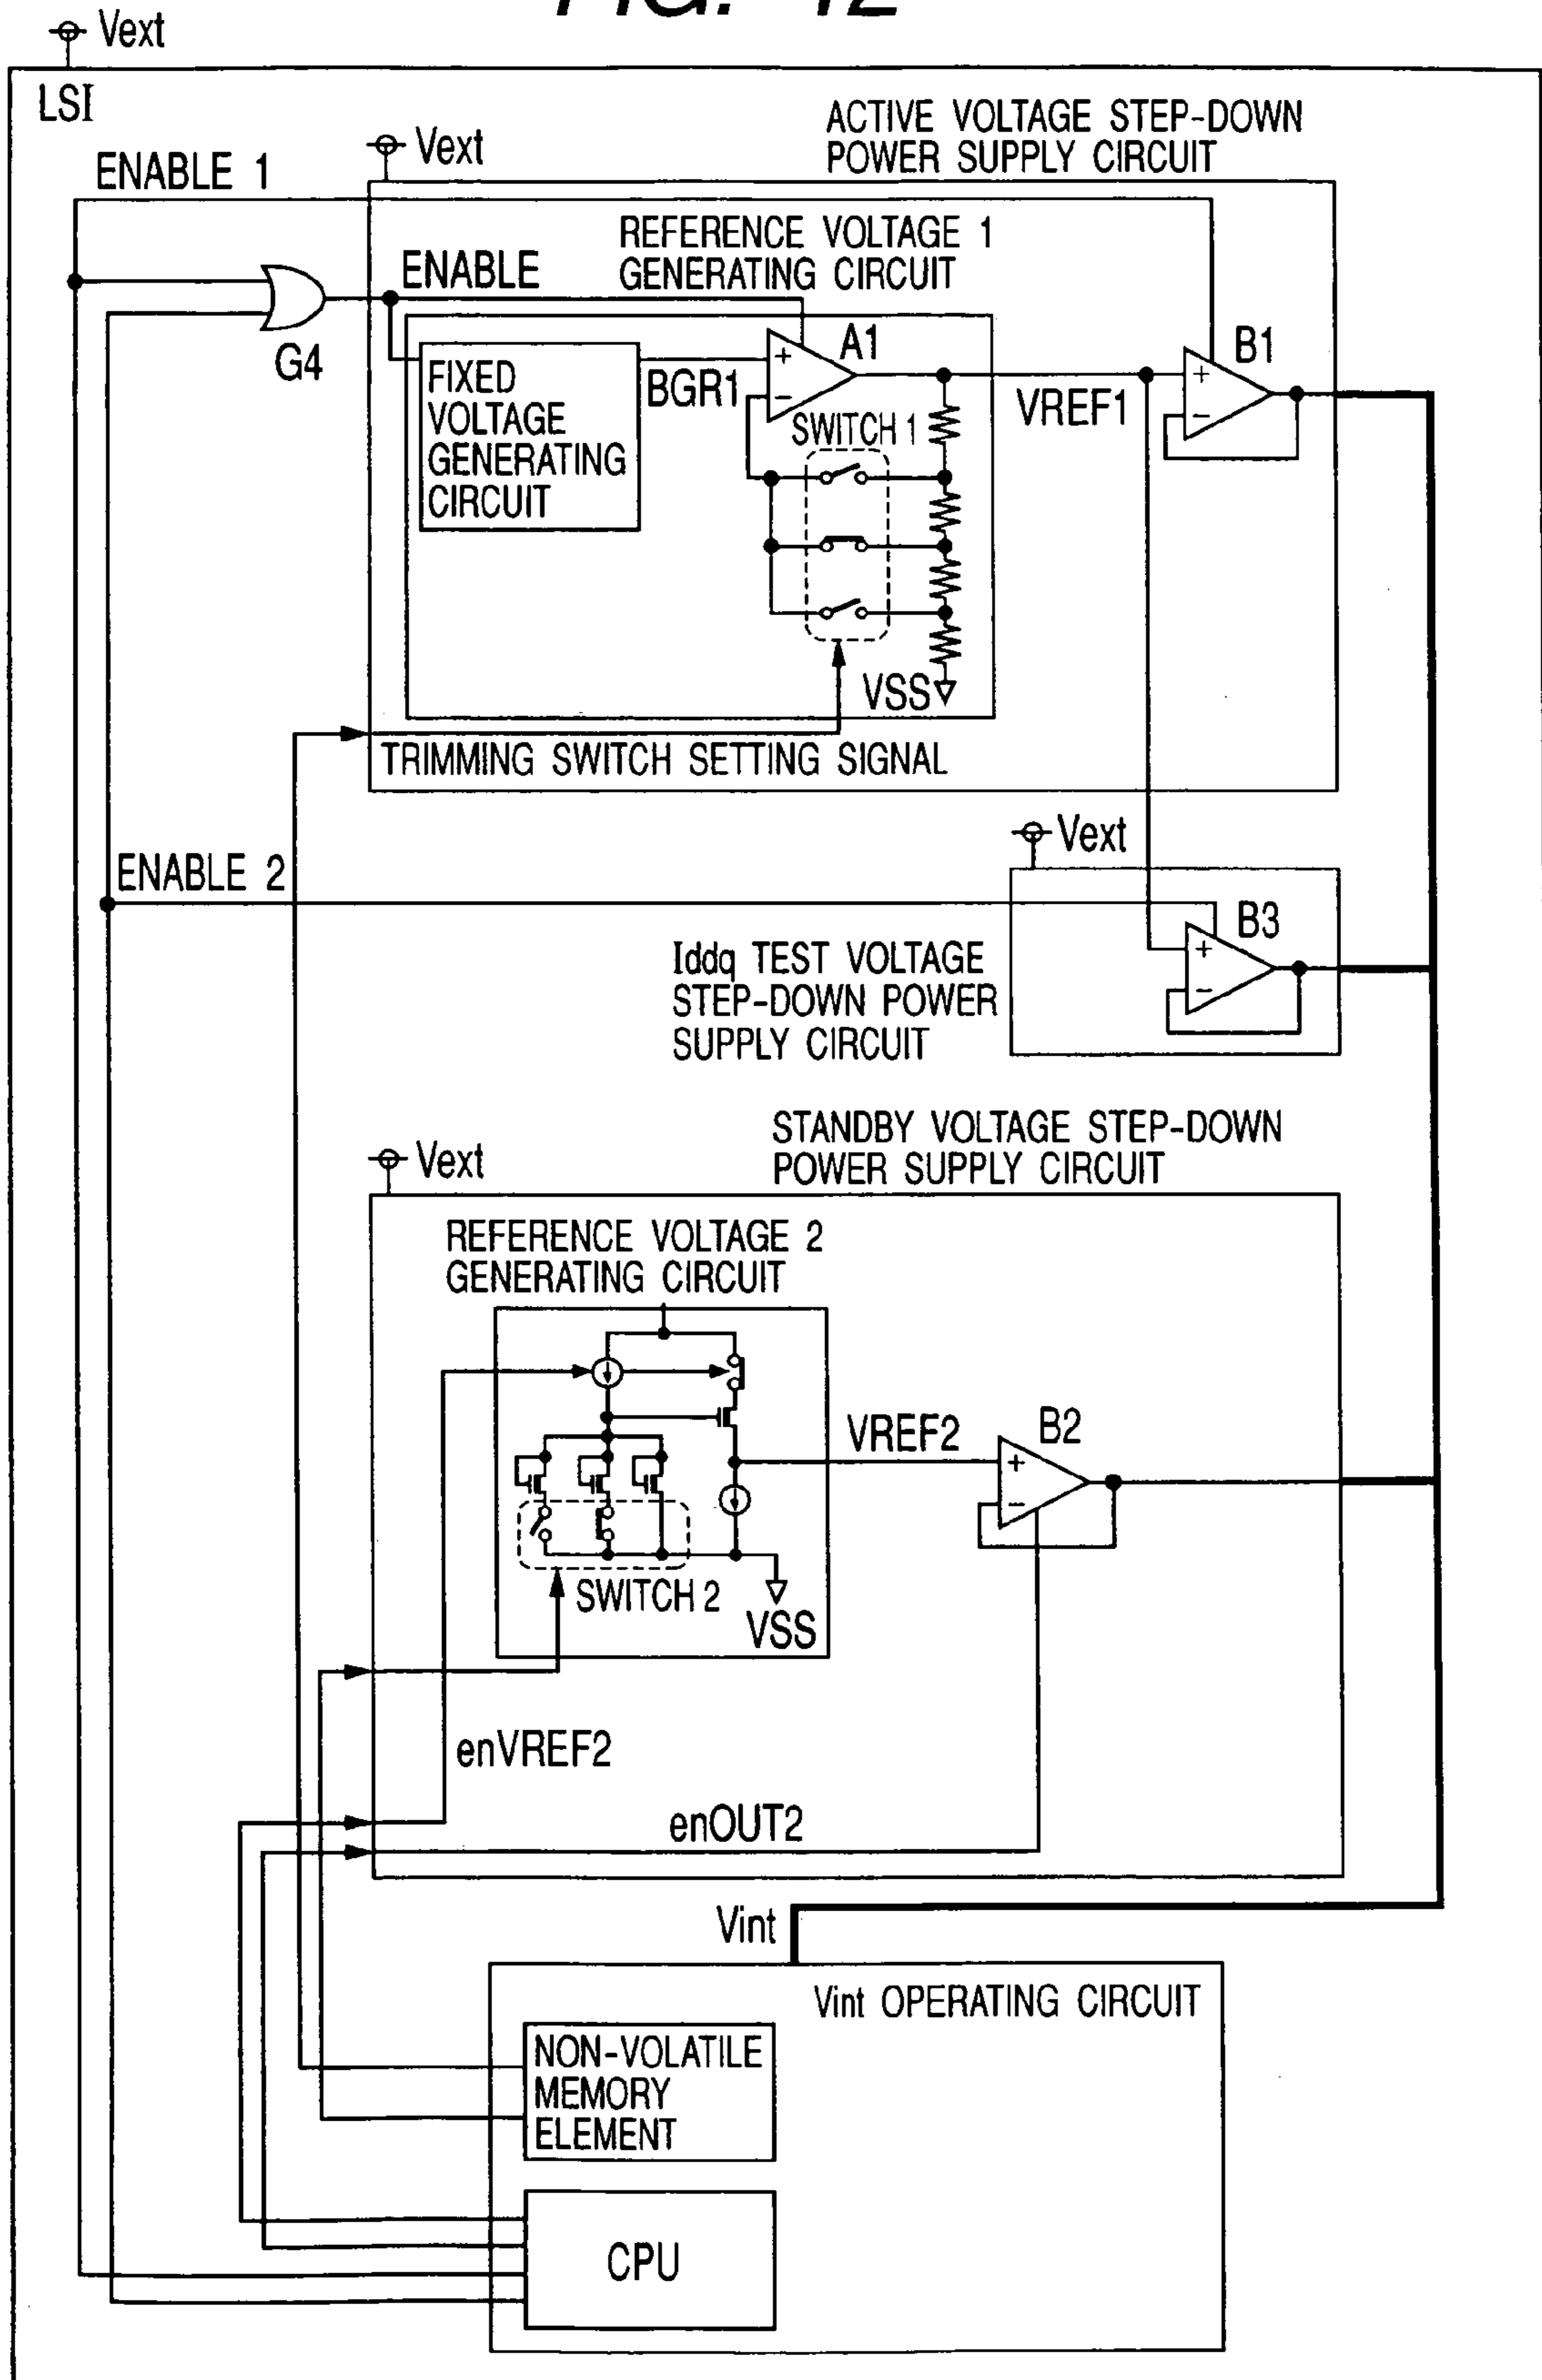 FIG. 12
Vext
LSI
ACTIVE VOLTAGE STEP-DOWN
POWER SUPPLY CIRCUIT
Vext
ENABLE 1
REFERENCE VOLTAGE 1
GENERATING CIRCUIT
ENABLE
G4
A1
B1
FIXED
VOLTAGE
GENERATING
CIRCUIT
BGR1
+
-
VREF1
+
-
SWITCH 1
VSS
TRIMMING SWITCH SETTING SIGNAL
Vext
ENABLE 2
B3
+
-
Iddq TEST VOLTAGE
STEP-DOWN POWER
SUPPLY CIRCUIT
STANDBY VOLTAGE STEP-DOWN
POWER SUPPLY CIRCUIT
Vext
REFERENCE VOLTAGE 2
GENERATING CIRCUIT
VREF2
B2
+
-
SWITCH 2
VSS
enVREF2
enOUT2
Vint
Vint OPERATING CIRCUIT
NON-VOLATILE
MEMORY
ELEMENT
CPU